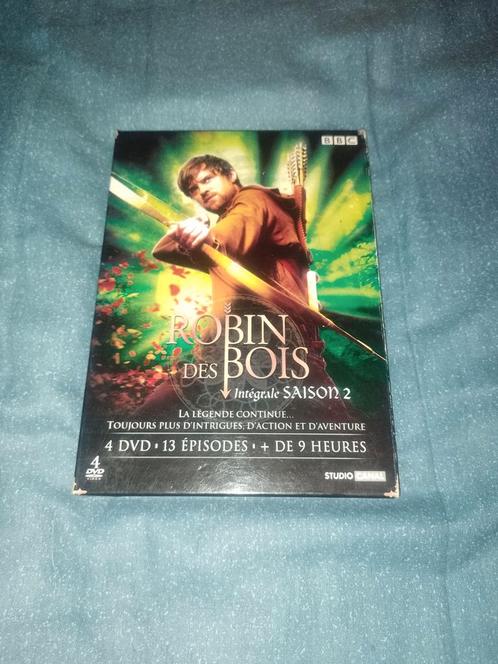 BBC
ROBIN
DES BOIS
Intégrale SAISON 2
LA LÉGENDE CONTINUE...
TOUJOURS PLUS D'INTRIGUES, D'ACTION ET D'AVENTURE
4 DVD • 13 ÉPISODES • + DE 9 HEURES
4
DVD
VIDEO
STUDIO CANAL